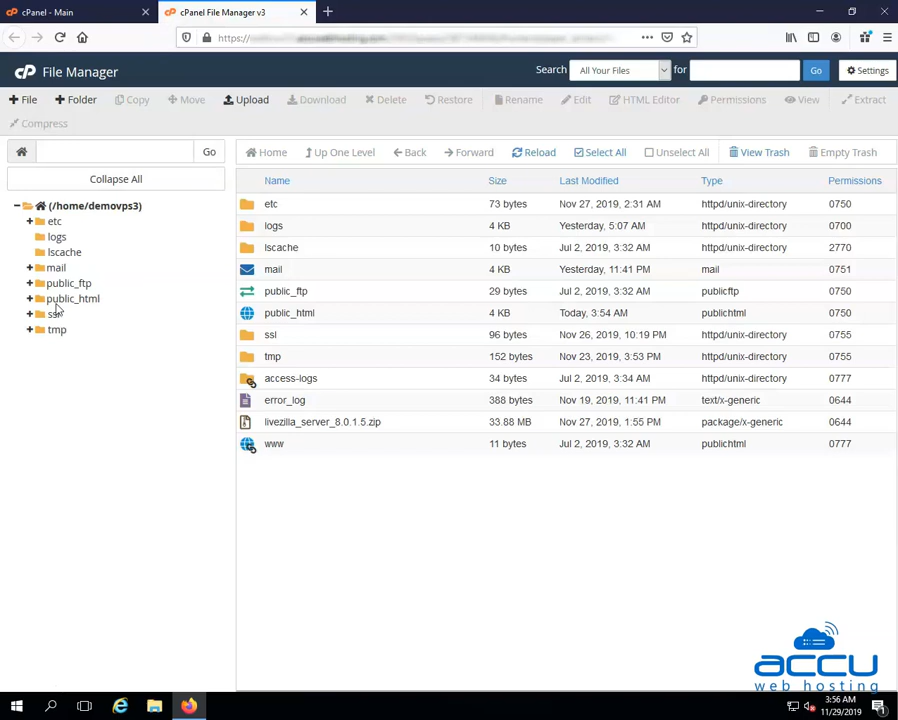 cPanel - Main
cPanel File Manager v3
https://
File Manager
Search All Your Files for Go Settings
File Folder Copy Move Upload Download Delete Restore Rename Edit HTML Editor Permissions View Extract
Compress
Go
Home Up One Level Back Forward Reload Select All Unselect All View Trash Empty Trash
Collapse All
(/home/demovps3)
etc
logs
lscache
mail
public_ftp
public_html
ssl
tmp
Name Size Last Modified Type Permissions
etc 73 bytes Nov 27, 2019, 2:31 AM httpd/unix-directory 0750
logs 4 KB Yesterday, 5:07 AM httpd/unix-directory 0700
lscache 10 bytes Jul 2, 2019, 3:32 AM httpd/unix-directory 2770
mail 4 KB Yesterday, 11:41 PM mail 0751
public_ftp 29 bytes Jul 2, 2019, 3:32 AM publicftp 0750
public_html 4 KB Today, 3:54 AM publichtml 0750
ssl 96 bytes Nov 26, 2019, 10:19 PM httpd/unix-directory 0755
tmp 152 bytes Nov 23, 2019, 3:53 PM httpd/unix-directory 0755
access-logs 34 bytes Jul 2, 2019, 3:34 AM httpd/unix-directory 0777
error_log 388 bytes Nov 19, 2019, 11:41 PM text/x-generic 0644
livezilla_server_8.0.1.5.zip 33.88 MB Nov 27, 2019, 1:55 PM package/x-generic 0644
www 11 bytes Jul 2, 2019, 3:32 AM publichtml 0777
accu
web hosting
3:56 AM
11/29/2019